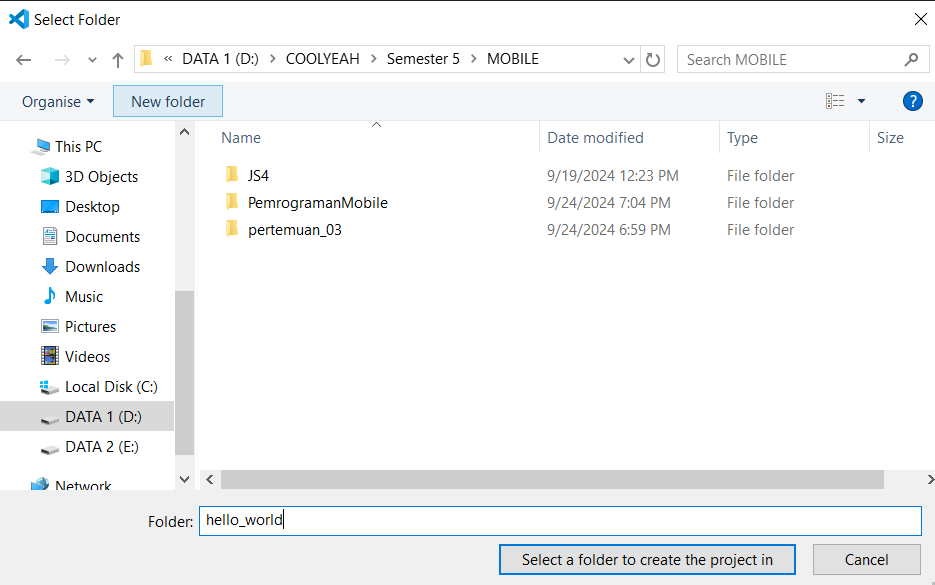 Select Folder
« DATA 1 (D:) > COOLYEAH > Semester 5 > MOBILE
Search MOBILE
Organise
New folder
?
Name
Date modified
Type
Size
This PC
3D Objects
Desktop
Documents
Downloads
Music
Pictures
Videos
Local Disk (C:)
DATA 1 (D:)
DATA 2 (E:)
Network
JS4 9/19/2024 12:23 PM File folder
PemrogramanMobile 9/24/2024 7:04 PM File folder
pertemuan_03 9/24/2024 6:59 PM File folder
Folder: hello_world
Select a folder to create the project in
Cancel